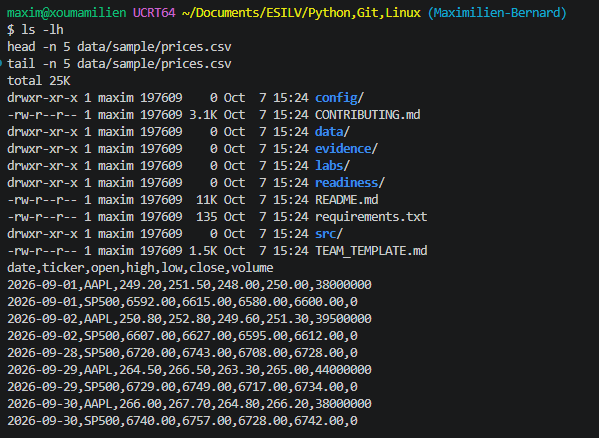 maxim@xoumamilien UCRT64 ~/Documents/ESILV/Python,Git,Linux (Maximilien-Bernard)
$ ls -lh
head -n 5 data/sample/prices.csv
tail -n 5 data/sample/prices.csv
total 25K
drwxr-xr-x 1 maxim 197609    0 Oct  7 15:24 config/
-rw-r--r-- 1 maxim 197609 3.1K Oct  7 15:24 CONTRIBUTING.md
drwxr-xr-x 1 maxim 197609    0 Oct  7 15:24 data/
drwxr-xr-x 1 maxim 197609    0 Oct  7 15:24 evidence/
drwxr-xr-x 1 maxim 197609    0 Oct  7 15:24 labs/
drwxr-xr-x 1 maxim 197609    0 Oct  7 15:24 readiness/
-rw-r--r-- 1 maxim 197609  11K Oct  7 15:24 README.md
-rw-r--r-- 1 maxim 197609  135 Oct  7 15:24 requirements.txt
drwxr-xr-x 1 maxim 197609    0 Oct  7 15:24 src/
-rw-r--r-- 1 maxim 197609 1.5K Oct  7 15:24 TEAM_TEMPLATE.md
date,ticker,open,high,low,close,volume
2026-09-01,AAPL,249.20,251.50,248.00,250.00,38000000
2026-09-01,SP500,6592.00,6615.00,6580.00,6600.00,0
2026-09-02,AAPL,250.80,252.80,249.60,251.30,39500000
2026-09-02,SP500,6607.00,6627.00,6595.00,6612.00,0
2026-09-28,SP500,6720.00,6743.00,6708.00,6728.00,0
2026-09-29,AAPL,264.50,266.50,263.30,265.00,44000000
2026-09-29,SP500,6729.00,6749.00,6717.00,6734.00,0
2026-09-30,AAPL,266.00,267.70,264.80,266.20,38000000
2026-09-30,SP500,6740.00,6757.00,6728.00,6742.00,0